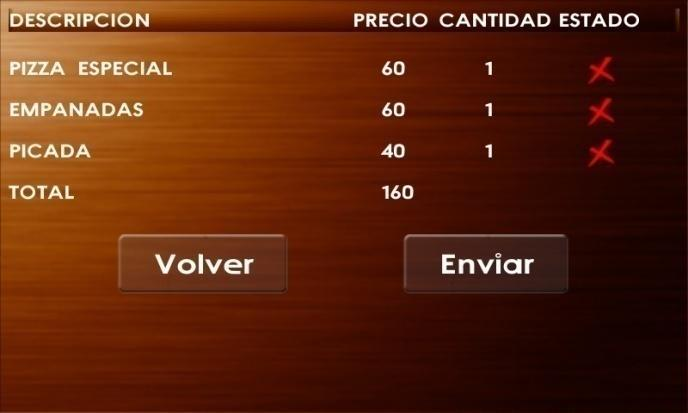 DESCRIPCION PRECIO CANTIDAD ESTADO
PIZZA ESPECIAL 60 1
EMPANADAS 60 1
PICADA 40 1
TOTAL 160
Volver Enviar